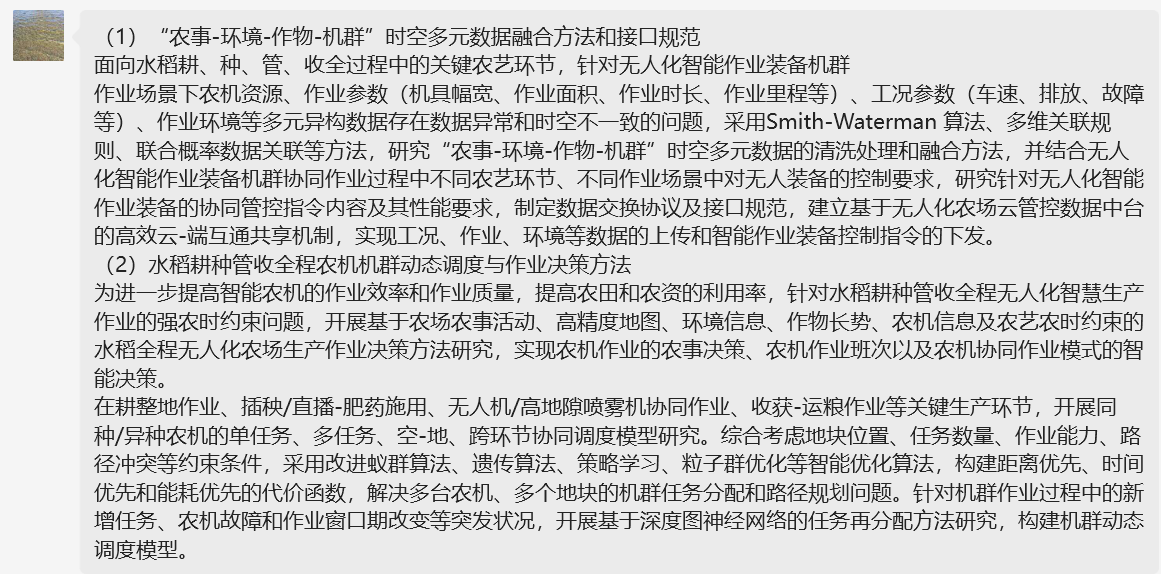 （1）“农事-环境-作物-机群”时空多元数据融合方法和接口规范
面向水稻耕、种、管、收全过程中的关键农艺环节，针对无人化智能作业装备机群
作业场景下农机资源、作业参数（机具幅宽、作业面积、作业时长、作业里程等）、工况参数（车速、排放、故障
等）、作业环境等多元异构数据存在数据异常和时空不一致的问题，采用Smith-Waterman 算法、多维关联规
则、联合概率数据关联等方法，研究“农事-环境-作物-机群”时空多元数据的清洗处理和融合方法，并结合无人
化智能作业装备机群协同作业过程中不同农艺环节、不同作业场景中对无人装备的控制要求，研究针对无人化智能
作业装备的协同管控指令内容及其性能要求，制定数据交换协议及接口规范，建立基于无人化农场云管控数据中台
的高效云-端互通共享机制，实现工况、作业、环境等数据的上传和智能作业装备控制指令的下发。
（2）水稻耕种管收全程农机机群动态调度与作业决策方法
为进一步提高智能农机的作业效率和作业质量，提高农田和农资的利用率，针对水稻耕种管收全程无人化智慧生产
作业的强农时约束问题，开展基于农场农事活动、高精度地图、环境信息、作物长势、农机信息及农艺农时约束的
水稻全程无人化农场生产作业决策方法研究，实现农机作业的农事决策、农机作业班次以及农机协同作业模式的智
能决策。
在耕整地作业、插秧/直播-肥药施用、无人机/高地隙喷雾机协同作业、收获-运粮作业等关键生产环节，开展同
种/异种农机的单任务、多任务、空-地、跨环节协同调度模型研究。综合考虑地块位置、任务数量、作业能力、路
径冲突等约束条件，采用改进蚁群算法、遗传算法、策略学习、粒子群优化等智能优化算法，构建距离优先、时间
优先和能耗优先的代价函数，解决多台农机、多个地块的机群任务分配和路径规划问题。针对机群作业过程中的新
增任务、农机故障和作业窗口期改变等突发状况，开展基于深度图神经网络的任务再分配方法研究，构建机群动态
调度模型。